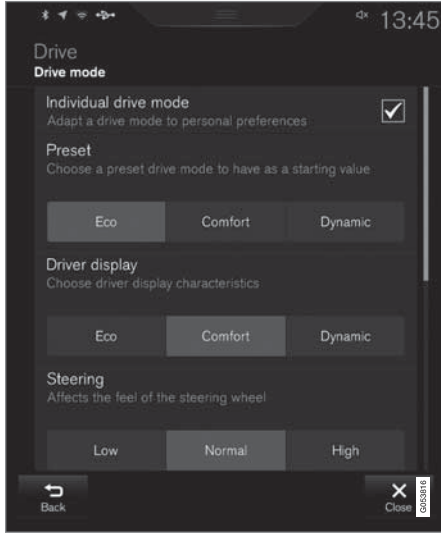 13:45
Drive
Drive mode
Individual drive mode
Adapt a drive mode to personal preferences
Preset
Choose a preset drive mode to have as a starting value
Eco Comfort Dynamic
Driver display
Choose driver display characteristics
Eco Comfort Dynamic
Steering
Affects the feel of the steering wheel
Low Normal High
Back Close
G053816